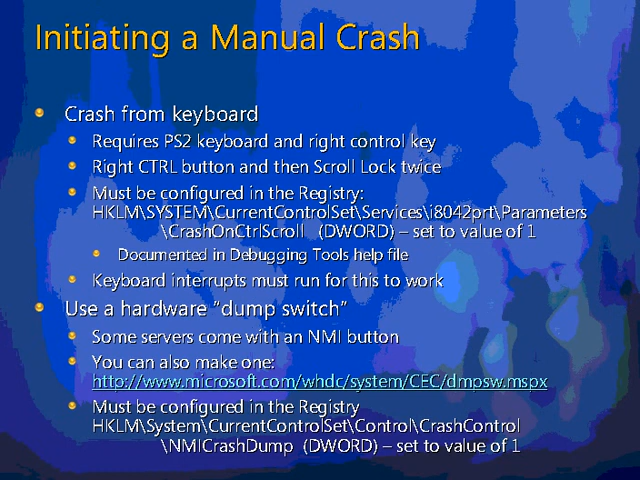 Initiating a Manual Crash
Crash from keyboard
Requires PS2 keyboard and right control key
Right CTRL button and then Scroll Lock twice
Must be configured in the Registry:
HKLM\SYSTEM\CurrentControlSet\Services\i8042prt\Parameters
\CrashOnCtrlScroll (DWORD) – set to value of 1
Documented in Debugging Tools help file
Keyboard interrupts must run for this to work
Use a hardware “dump switch”
Some servers come with an NMI button
You can also make one:
http://www.microsoft.com/whdc/system/CEC/dmpsw.mspx
Must be configured in the Registry
HKLM\System\CurrentControlSet\Control\CrashControl
\NMICrashDump (DWORD) – set to value of 1